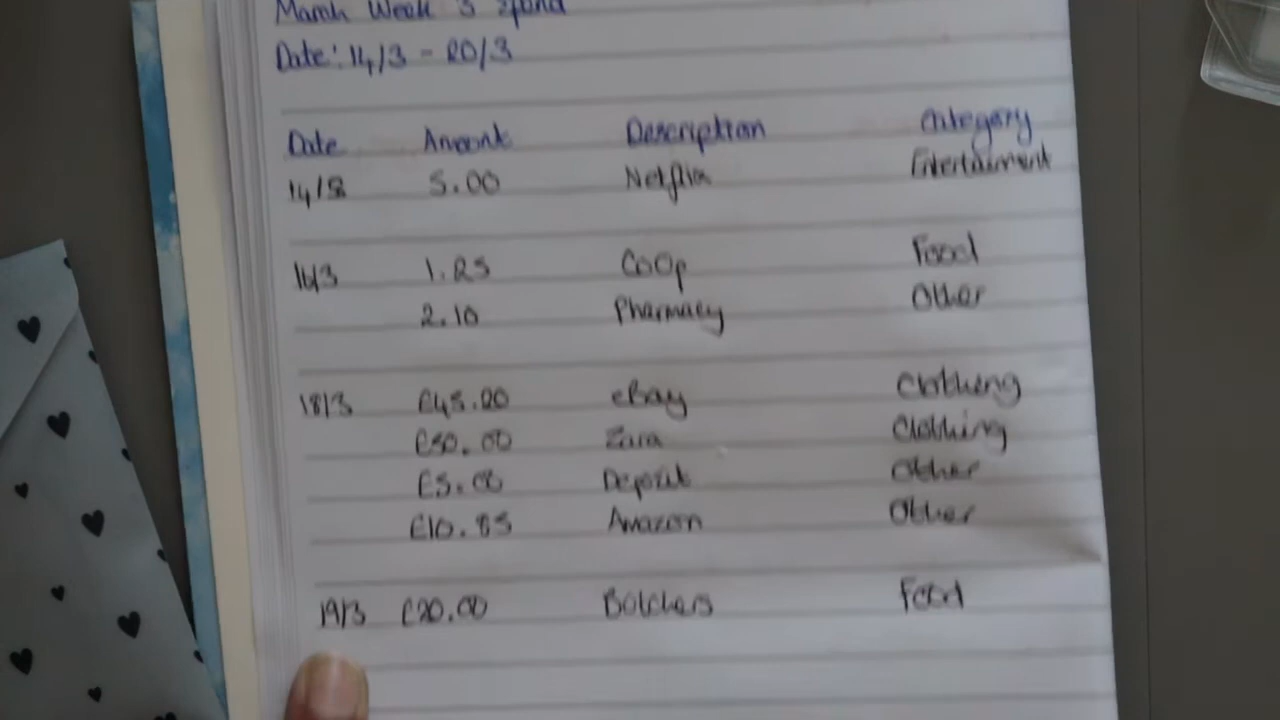 March Week 3 Spend
Date: 14/3 - 20/3
Date Amount Description Category
14/3 5.00 Netflix Entertainment
16/3 1.25 CoOp Food
2.10 Pharmacy Other
18/3 £45.00 eBay Clothing
£50.00 Zara Clothing
£5.00 Deposit Other
£10.85 Amazon Other
19/3 £20.00 Butchers Food